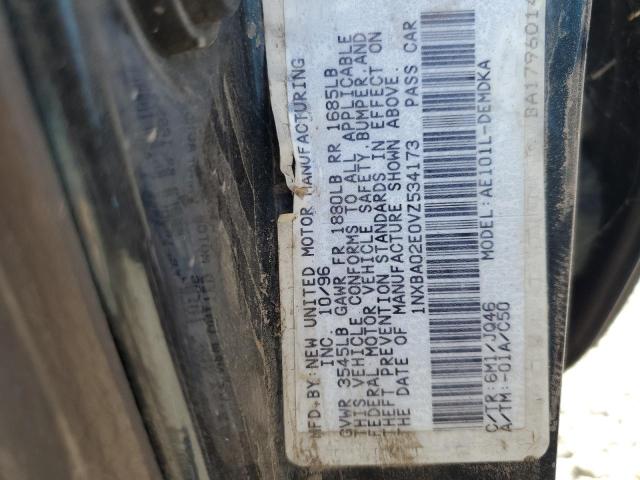 MFD.BY:NEW UNITED MOTOR MANUFACTURING
INC. 10/96
GVWR 3545LB GAWR FR 1880LB RR 1685LB
THIS VEHICLE CONFORMS TO ALL APPLICABLE
FEDERAL MOTOR VEHICLE SAFETY, BUMPER, AND
THEFT PREVENTION STANDARDS IN EFFECT ON
THE DATE OF MANUFACTURE SHOWN ABOVE.
1NXBA02E0VZ534173 PASS CAR
MODEL:AE101L-DEMDKA
C/TR:6M1/JQ46
A/TM:-01A/C50
BA1796014